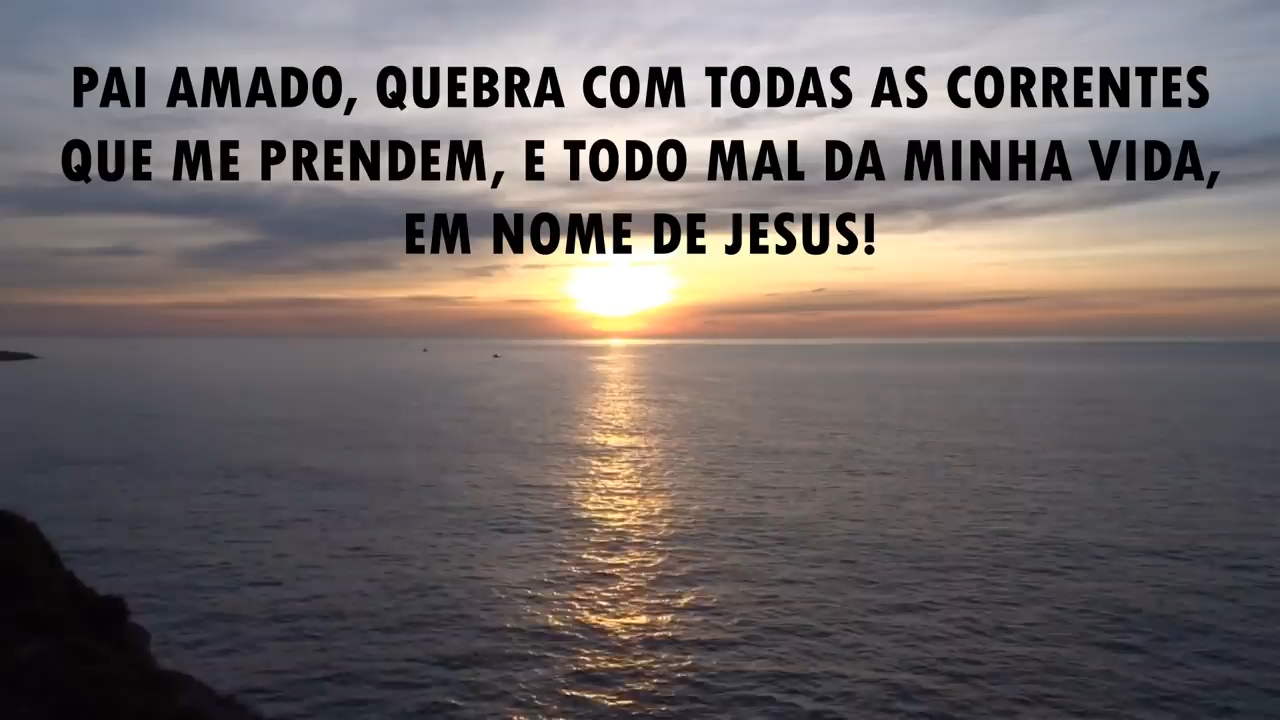 PAI AMADO, QUEBRA COM TODAS AS CORRENTES
QUE ME PRENDEM, E TODO MAL DA MINHA VIDA,
EM NOME DE JESUS!